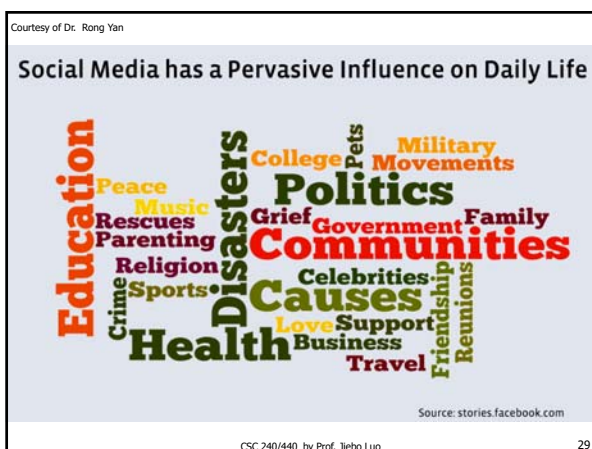 Courtesy of Dr. Rong Yan
Social Media has a Pervasive Influence on Daily Life
Education
Peace
Music
Rescues
Parenting
Religion
Crime
Sports
Disasters
Health
College
Pets
Military
Movements
Politics
Grief
Government
Family
Communities
Celebrities
Causes
Love
Support
Business
Travel
Friendship
Reunions
Source: stories.facebook.com
CSC 240/440 by Prof. Jiebo Luo
29